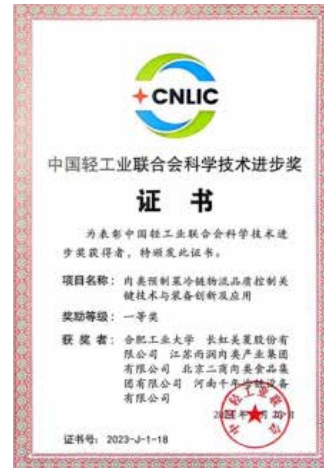 CNLIC
中国轻工业联合会科学技术进步奖
证 书
为表彰中国轻工业联合会科学技术进
步奖获得者，特颁发此证书。
项目名称： 肉类预制菜冷链物流品质控制关
键技术与装备创新及应用
奖励等级： 一等奖
获 奖 者： 合肥工业大学 长虹美菱股份有
限公司 江苏雨润肉类产业集团
有限公司 北京二商肉类食品集
团有限公司 河南千年冷链设备
有限公司
证书号： 2023-J-1-18